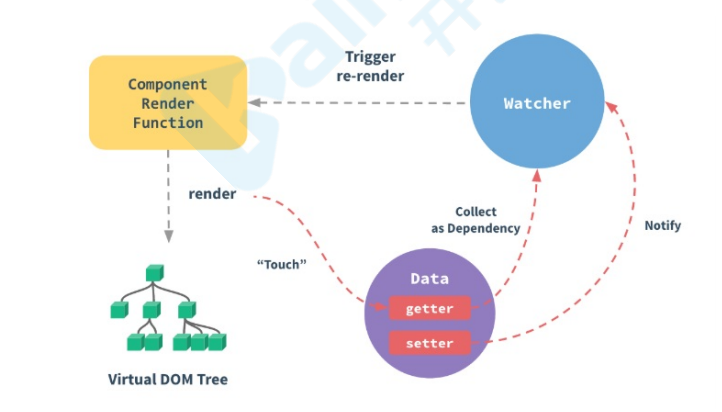 Trigger
re-render
Component
Render
Function
Watcher
render
Collect
as Dependency
Notify
“Touch”
Data
getter
setter
Virtual DOM Tree